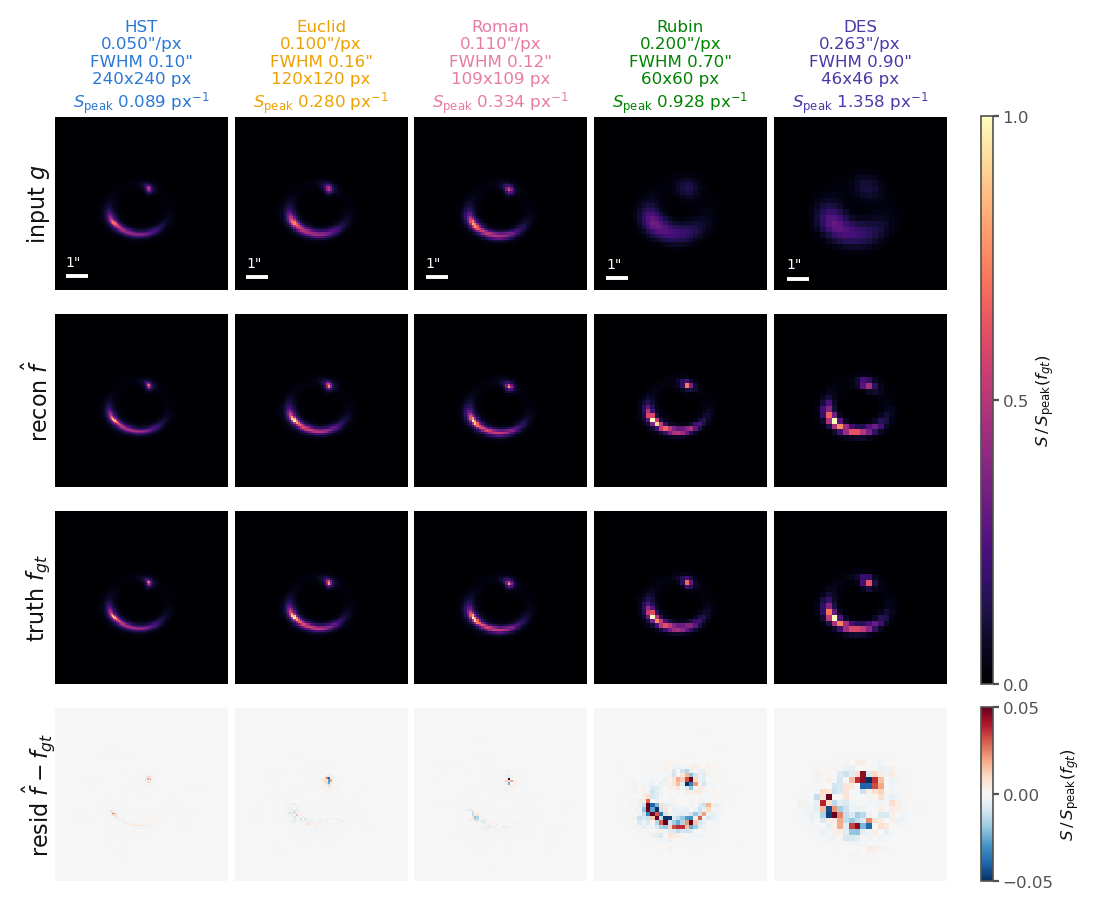 HST
0.050"/px
FWHM 0.10"
240x240 px
S_peak 0.089 px⁻¹
Euclid
0.100"/px
FWHM 0.16"
120x120 px
S_peak 0.280 px⁻¹
Roman
0.110"/px
FWHM 0.12"
109x109 px
S_peak 0.334 px⁻¹
Rubin
0.200"/px
FWHM 0.70"
60x60 px
S_peak 0.928 px⁻¹
DES
0.263"/px
FWHM 0.90"
46x46 px
S_peak 1.358 px⁻¹
input g
1"
1"
1"
1"
1"
recon f̂
truth f_gt
resid f̂ − f_gt
1.0
0.5
0.0
S / S_peak(f_gt)
0.05
0.00
−0.05
S / S_peak(f_gt)